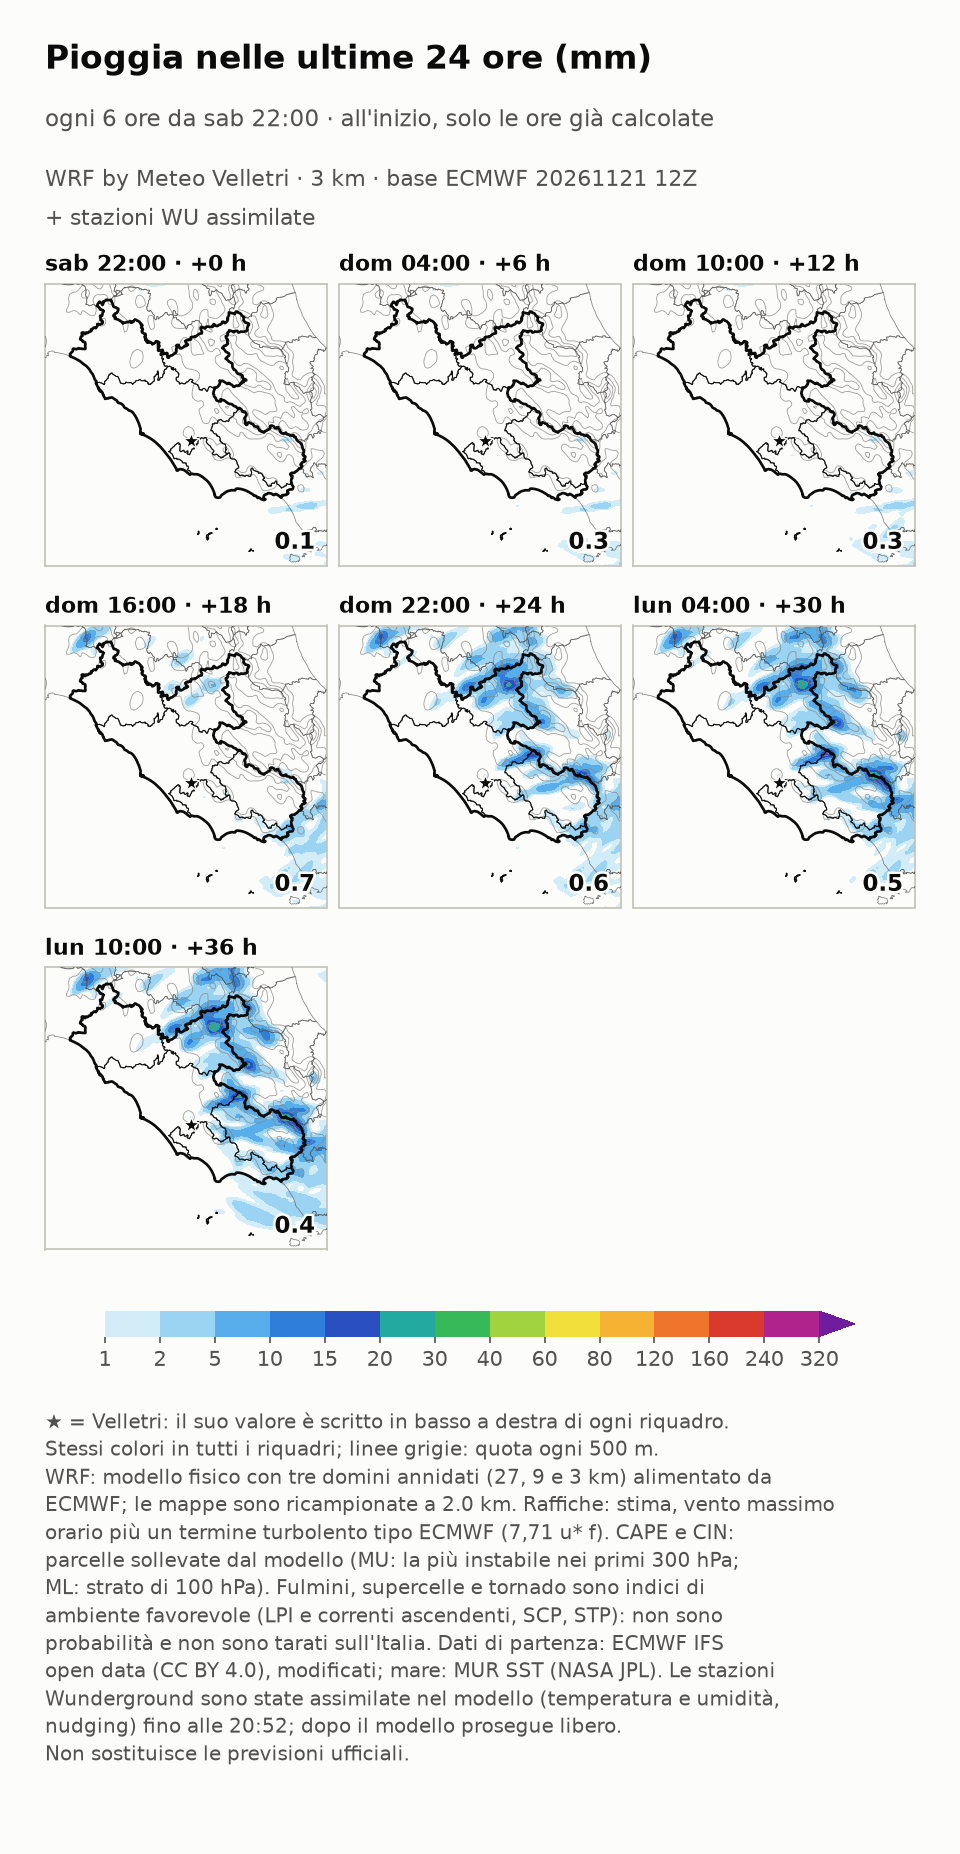 Pioggia nelle ultime 24 ore (mm)
ogni 6 ore da sab 22:00 · all'inizio, solo le ore già calcolate
WRF by Meteo Velletri · 3 km · base ECMWF 20261121 12Z
+ stazioni WU assimilate
sab 22:00 · +0 h
dom 04:00 · +6 h
dom 10:00 · +12 h
0.1
0.3
0.3
dom 16:00 · +18 h
dom 22:00 · +24 h
lun 04:00 · +30 h
0.7
0.6
0.5
lun 10:00 · +36 h
0.4
1 2 5 10 15 20 30 40 60 80 120 160 240 320
★ = Velletri: il suo valore è scritto in basso a destra di ogni riquadro.
Stessi colori in tutti i riquadri; linee grigie: quota ogni 500 m.
WRF: modello fisico con tre domini annidati (27, 9 e 3 km) alimentato da
ECMWF; le mappe sono ricampionate a 2.0 km. Raffiche: stima, vento massimo
orario più un termine turbolento tipo ECMWF (7,71 u* f). CAPE e CIN:
parcelle sollevate dal modello (MU: la più instabile nei primi 300 hPa;
ML: strato di 100 hPa). Fulmini, supercelle e tornado sono indici di
ambiente favorevole (LPI e correnti ascendenti, SCP, STP): non sono
probabilità e non sono tarati sull'Italia. Dati di partenza: ECMWF IFS
open data (CC BY 4.0), modificati; mare: MUR SST (NASA JPL). Le stazioni
Wunderground sono state assimilate nel modello (temperatura e umidità,
nudging) fino alle 20:52; dopo il modello prosegue libero.
Non sostituisce le previsioni ufficiali.